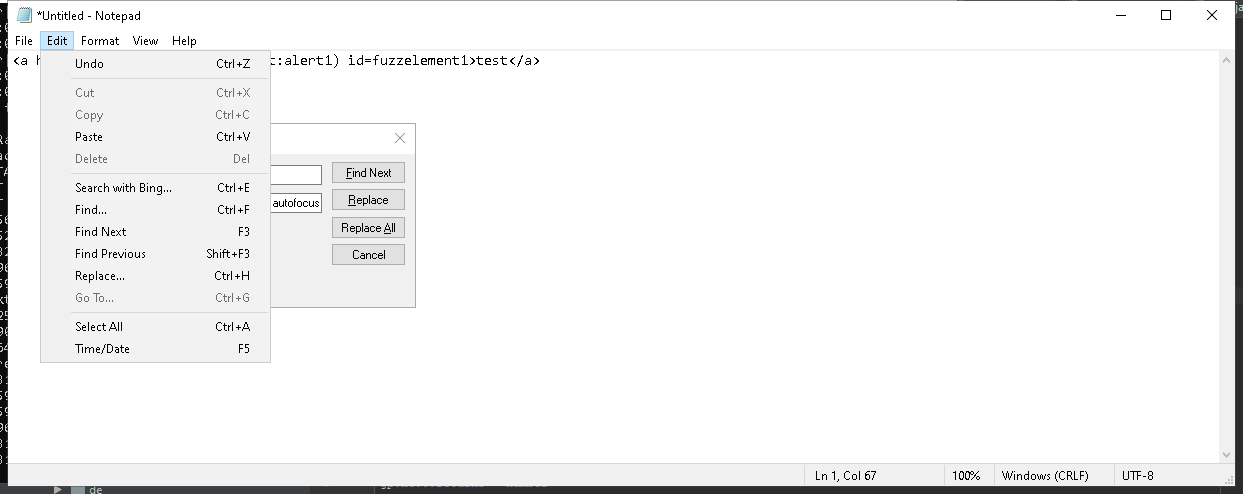 *Untitled - Notepad
File Edit Format View Help
<a h t:alert1) id=fuzzelement1>test</a>
Undo Ctrl+Z
Cut Ctrl+X
Copy Ctrl+C
Paste Ctrl+V
Delete Del
Search with Bing... Ctrl+E
Find... Ctrl+F
Find Next F3
Find Previous Shift+F3
Replace... Ctrl+H
Go To... Ctrl+G
Select All Ctrl+A
Time/Date F5
Find Next
autofocus Replace
Replace All
Cancel
Ln 1, Col 67 100% Windows (CRLF) UTF-8
de